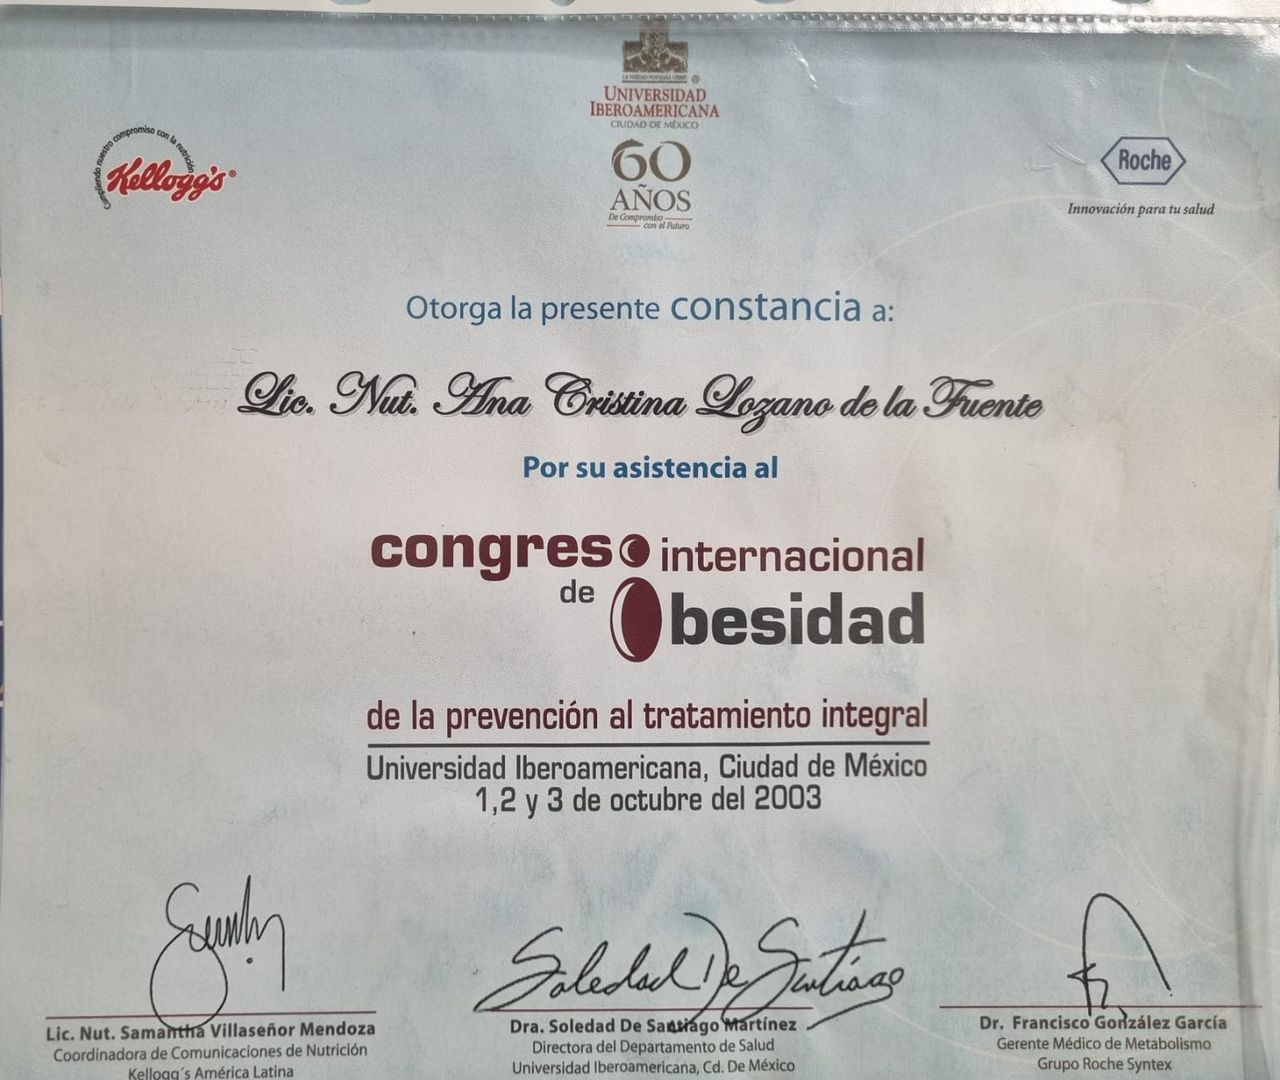 LA VERDAD NOS HARÁ LIBRES
UNIVERSIDAD
IBEROAMERICANA
CIUDAD DE MÉXICO
60
AÑOS
De Compromiso
con el Futuro
Cumpliendo nuestro compromiso con la nutrición
Kellogg's
Roche
Innovación para tu salud
Otorga la presente constancia a:
Lic. Nut. Ana Cristina Lozano de la Fuente
Por su asistencia al
congreso internacional
de Obesidad
de la prevención al tratamiento integral
Universidad Iberoamericana, Ciudad de México
1,2 y 3 de octubre del 2003
Soledad De Santiago
Lic. Nut. Samantha Villaseñor Mendoza
Coordinadora de Comunicaciones de Nutrición
Kellogg´s América Latina
Dra. Soledad De Santiago Martínez
Directora del Departamento de Salud
Universidad Iberoamericana, Cd. De México
Dr. Francisco González García
Gerente Médico de Metabolismo
Grupo Roche Syntex